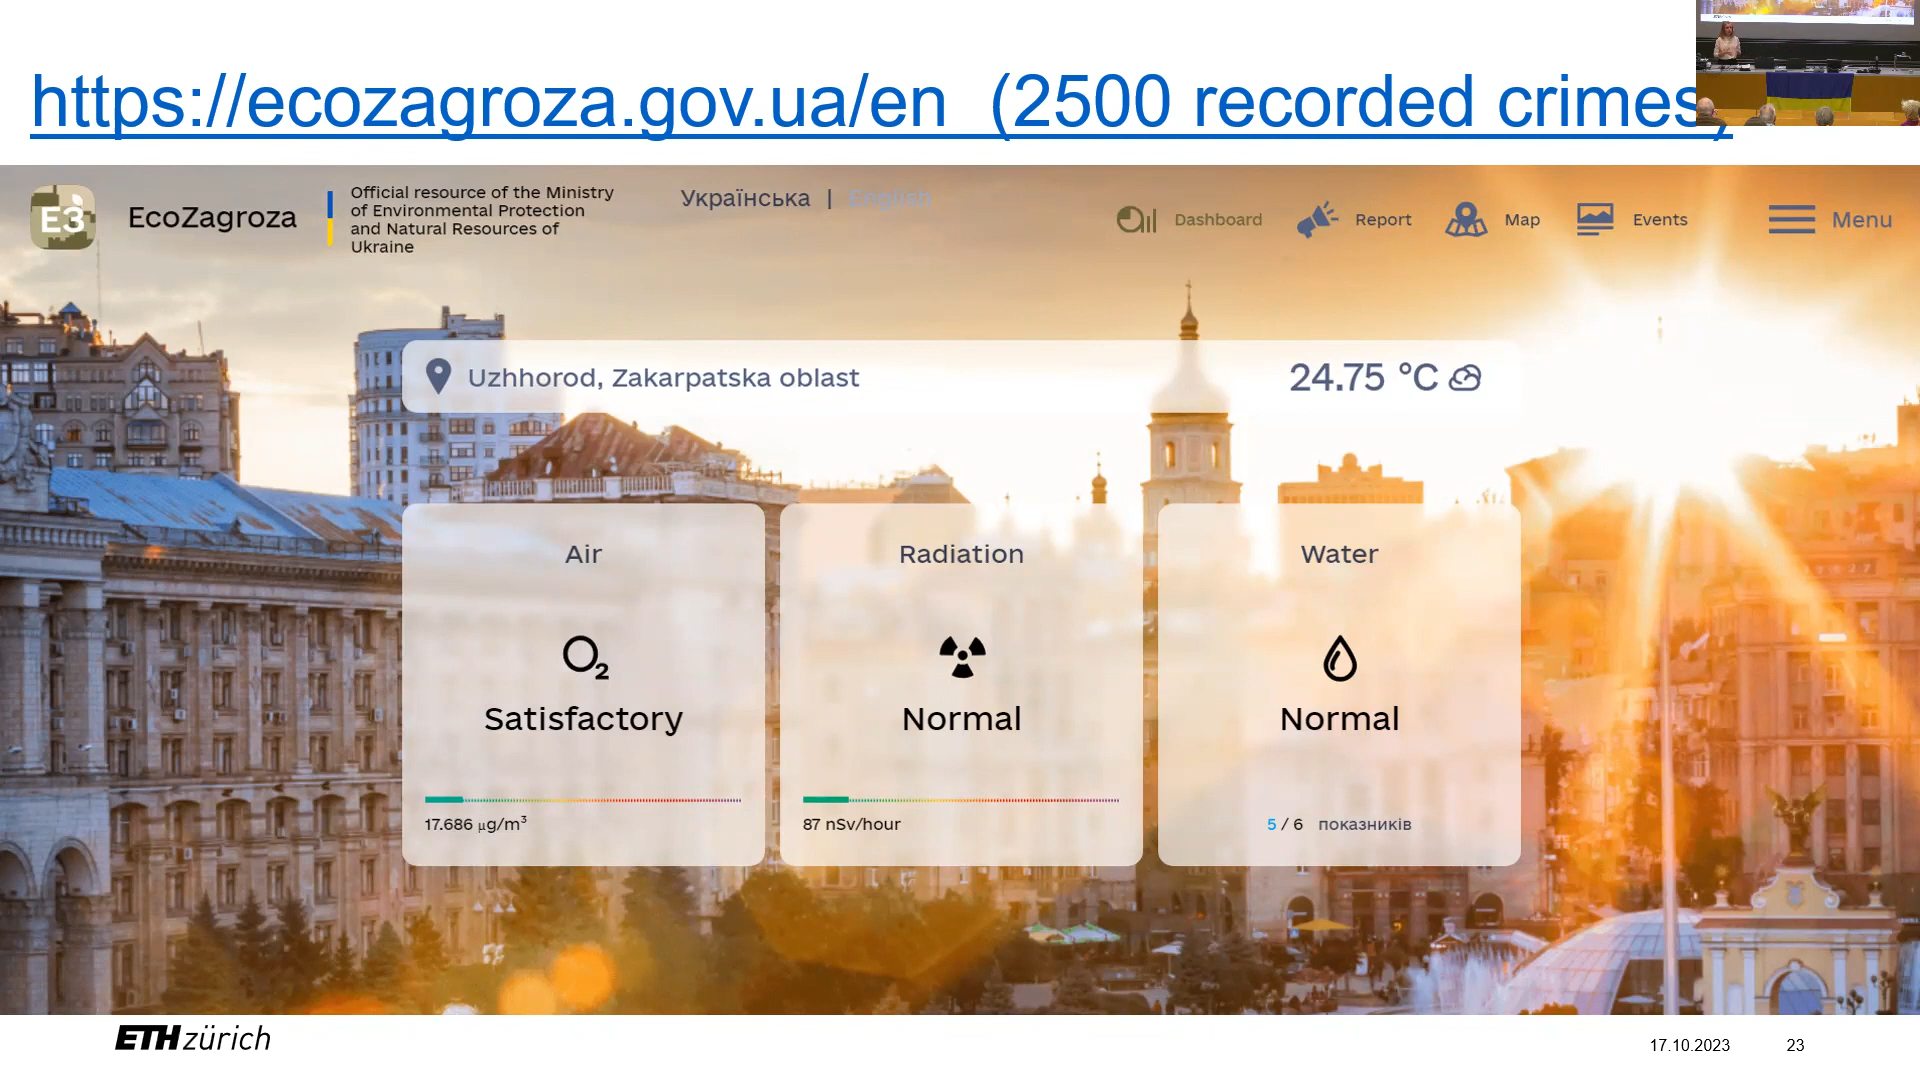 https://ecozagroza.gov.ua/en (2500 recorded crimes)
E3
EcoZagroza
Official resource of the Ministry
of Environmental Protection
and Natural Resources of
Ukraine
Українська | English
Dashboard
Report
Map
Events
Menu
Uzhhorod, Zakarpatska oblast
24.75 °C
Air
O₂
Satisfactory
17.686 µg/m³
Radiation
Normal
87 nSv/hour
Water
Normal
5 / 6 показників
ETH zürich
17.10.2023
23